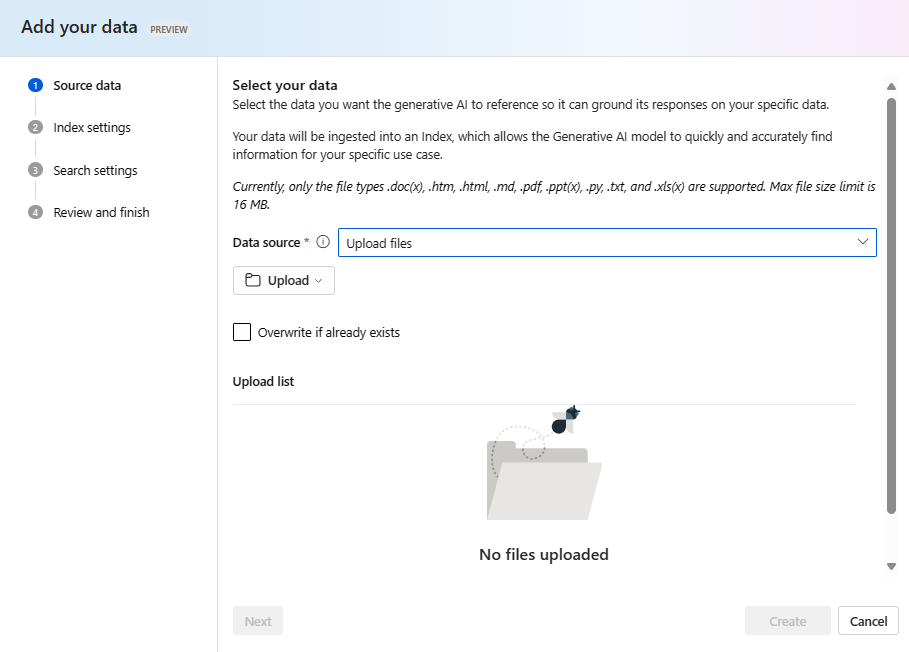 Add your data PREVIEW
1 Source data
2 Index settings
3 Search settings
4 Review and finish
Select your data
Select the data you want the generative AI to reference so it can ground its responses on your specific data.
Your data will be ingested into an Index, which allows the Generative AI model to quickly and accurately find
information for your specific use case.
Currently, only the file types .doc(x), .htm, .html, .md, .pdf, .ppt(x), .py, .txt, and .xls(x) are supported. Max file size limit is
16 MB.
Data source * Upload files
Upload
Overwrite if already exists
Upload list
No files uploaded
Next
Create
Cancel